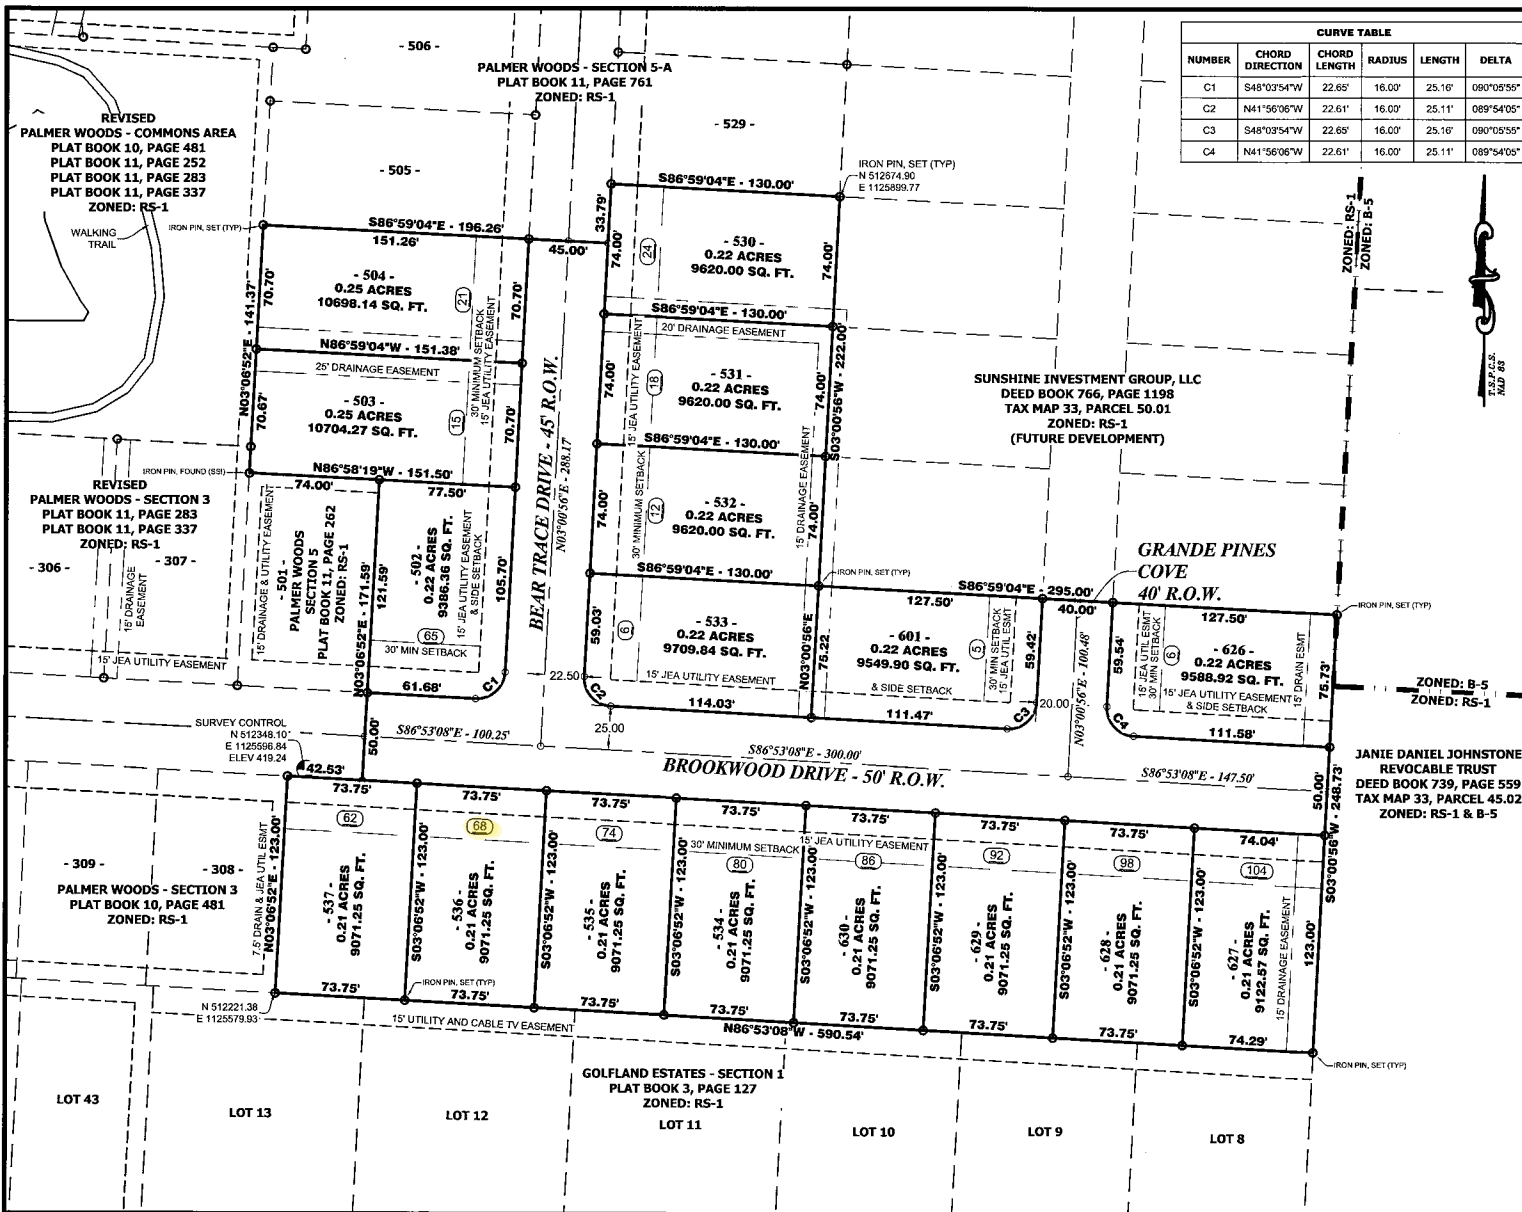 CURVE TABLE
NUMBER CHORD DIRECTION CHORD LENGTH RADIUS LENGTH DELTA
C1 S48°03'54"W 22.65' 16.00' 25.16' 090°05'55"
C2 N41°56'06"W 22.61' 16.00' 25.11' 089°54'05"
C3 S48°03'54"W 22.65' 16.00' 25.16' 090°05'55"
C4 N41°56'06"W 22.61' 16.00' 25.11' 089°54'05"
- 506 -
PALMER WOODS - SECTION 5-A
PLAT BOOK 11, PAGE 761
ZONED: RS-1
REVISED
PALMER WOODS - COMMONS AREA
PLAT BOOK 10, PAGE 481
PLAT BOOK 11, PAGE 252
PLAT BOOK 11, PAGE 283
PLAT BOOK 11, PAGE 337
ZONED: RS-1
- 529 -
- 505 -
IRON PIN, SET (TYP)
N 512674.90
E 1125899.77
WALKING
TRAIL
IRON PIN, SET (TYP)
S86°59'04"E - 196.26'
151.26'
45.00'
S86°59'04"E - 130.00'
33.79'
74.00'
24
- 530 -
0.22 ACRES
9620.00 SQ. FT.
74.00'
ZONED: RS-1
ZONED: B-5
T.S.P.C.S.
NAD 83
- 504 -
0.25 ACRES
10698.14 SQ. FT.
70.70'
21
70.70'
N03°06'52"E - 141.37'
N86°59'04"W - 151.38'
25' DRAINAGE EASEMENT
30' MINIMUM SETBACK
15' JEA UTILITY EASEMENT
S86°59'04"E - 130.00'
20' DRAINAGE EASEMENT
S03°00'56"W - 222.00'
- 503 -
0.25 ACRES
10704.27 SQ. FT.
70.67'
15
70.70'
BEAR TRACE DRIVE - 45' R.O.W.
N03°00'56"E - 288.17'
74.00'
15' JEA UTILITY EASEMENT
18
- 531 -
0.22 ACRES
9620.00 SQ. FT.
74.00'
SUNSHINE INVESTMENT GROUP, LLC
DEED BOOK 766, PAGE 1198
TAX MAP 33, PARCEL 50.01
ZONED: RS-1
(FUTURE DEVELOPMENT)
S86°59'04"E - 130.00'
IRON PIN, FOUND (SSI)
N86°58'19"W - 151.50'
74.00'
77.50'
REVISED
PALMER WOODS - SECTION 3
PLAT BOOK 11, PAGE 283
PLAT BOOK 11, PAGE 337
ZONED: RS-1
- 306 -
- 307 -
15' DRAINAGE
EASEMENT
15' JEA UTILITY EASEMENT
15' DRAINAGE & UTILITY EASEMENT
- 501 -
PALMER WOODS
SECTION 5
PLAT BOOK 11, PAGE 262
ZONED: RS-1
N03°06'52"E - 171.59'
121.59'
- 502 -
0.22 ACRES
9386.36 SQ. FT.
15' JEA UTILITY EASEMENT
& SIDE SETBACK
105.70'
65
30' MIN SETBACK
61.68'
C1
74.00'
30' MINIMUM SETBACK
12
- 532 -
0.22 ACRES
9620.00 SQ. FT.
15' DRAINAGE EASEMENT
74.00'
S86°59'04"E - 130.00'
IRON PIN, SET (TYP)
GRANDE PINES
COVE
40' R.O.W.
S86°59'04"E - 295.00'
127.50'
40.00'
127.50'
IRON PIN, SET (TYP)
59.03'
6
- 533 -
0.22 ACRES
9709.84 SQ. FT.
15' JEA UTILITY EASEMENT
N03°00'56"E
75.22
- 601 -
0.22 ACRES
9549.90 SQ. FT.
& SIDE SETBACK
5
30' MIN SETBACK
15' JEA UTIL ESMT
59.42'
N03°00'56"E - 100.48'
59.54'
15' JEA UTIL ESMT
30' MIN SETBACK
6
- 626 -
0.22 ACRES
9588.92 SQ. FT.
15' JEA UTILITY EASEMENT
& SIDE SETBACK
15' DRAIN ESMT
75.73'
ZONED: B-5
ZONED: RS-1
22.50
C2
25.00
114.03'
111.47'
C3
20.00
C4
111.58'
SURVEY CONTROL
N 512348.10
E 1125596.84
ELEV 419.24
50.00'
S86°53'08"E - 100.25'
S86°53'08"E - 300.00'
BROOKWOOD DRIVE - 50' R.O.W.
S86°53'08"E - 147.50'
50.00'
S03°00'56"W - 248.73'
JANIE DANIEL JOHNSTONE
REVOCABLE TRUST
DEED BOOK 739, PAGE 559
TAX MAP 33, PARCEL 45.02
ZONED: RS-1 & B-5
42.53'
73.75'
73.75'
73.75'
73.75'
73.75'
73.75'
73.75'
74.04'
62
68
74
80
86
92
98
104
30' MINIMUM SETBACK
15' JEA UTILITY EASEMENT
- 309 -
- 308 -
PALMER WOODS - SECTION 3
PLAT BOOK 10, PAGE 481
ZONED: RS-1
7.5' DRAIN & JEA UTIL ESMT
N03°06'52"E - 123.00'
- 537 -
0.21 ACRES
9071.25 SQ. FT.
S03°06'52"W - 123.00'
- 536 -
0.21 ACRES
9071.25 SQ. FT.
S03°06'52"W - 123.00'
- 535 -
0.21 ACRES
9071.25 SQ. FT.
S03°06'52"W - 123.00'
- 534 -
0.21 ACRES
9071.25 SQ. FT.
S03°06'52"W - 123.00'
- 630 -
0.21 ACRES
9071.25 SQ. FT.
S03°06'52"W - 123.00'
- 629 -
0.21 ACRES
9071.25 SQ. FT.
S03°06'52"W - 123.00'
- 628 -
0.21 ACRES
9071.25 SQ. FT.
S03°06'52"W - 123.00'
- 627 -
0.21 ACRES
9122.57 SQ. FT.
15' DRAINAGE EASEMENT
123.00'
IRON PIN, SET (TYP)
N 512221.38
E 1125579.93
73.75'
73.75'
73.75'
73.75'
73.75'
73.75'
73.75'
74.29'
15' UTILITY AND CABLE TV EASEMENT
N86°53'08"W - 590.54'
IRON PIN, SET (TYP)
GOLFLAND ESTATES - SECTION 1
PLAT BOOK 3, PAGE 127
ZONED: RS-1
LOT 43
LOT 13
LOT 12
LOT 11
LOT 10
LOT 9
LOT 8